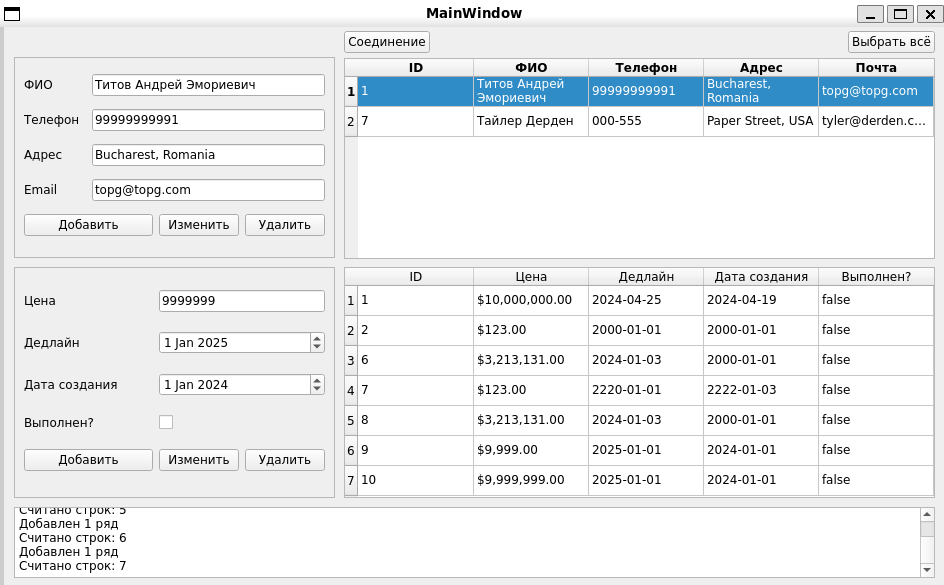 MainWindow
Соединение
Выбрать всё
ФИО
Титов Андрей Эмориевич
Телефон
99999999991
Адрес
Bucharest, Romania
Email
topg@topg.com
Добавить Изменить Удалить
ID ФИО Телефон Адрес Почта
1 1 Титов Андрей Эмориевич 99999999991 Bucharest, Romania topg@topg.com
2 7 Тайлер Дерден 000-555 Paper Street, USA tyler@derden.c...
Цена
9999999
Дедлайн
1 Jan 2025
Дата создания
1 Jan 2024
Выполнен?
Добавить Изменить Удалить
ID Цена Дедлайн Дата создания Выполнен?
1 1 $10,000,000.00 2024-04-25 2024-04-19 false
2 2 $123.00 2000-01-01 2000-01-01 false
3 6 $3,213,131.00 2024-01-03 2000-01-01 false
4 7 $123.00 2220-01-01 2222-01-03 false
5 8 $3,213,131.00 2024-01-03 2000-01-01 false
6 9 $9,999.00 2025-01-01 2024-01-01 false
7 10 $9,999,999.00 2025-01-01 2024-01-01 false
Считано строк: 5
Добавлен 1 ряд
Считано строк: 6
Добавлен 1 ряд
Считано строк: 7